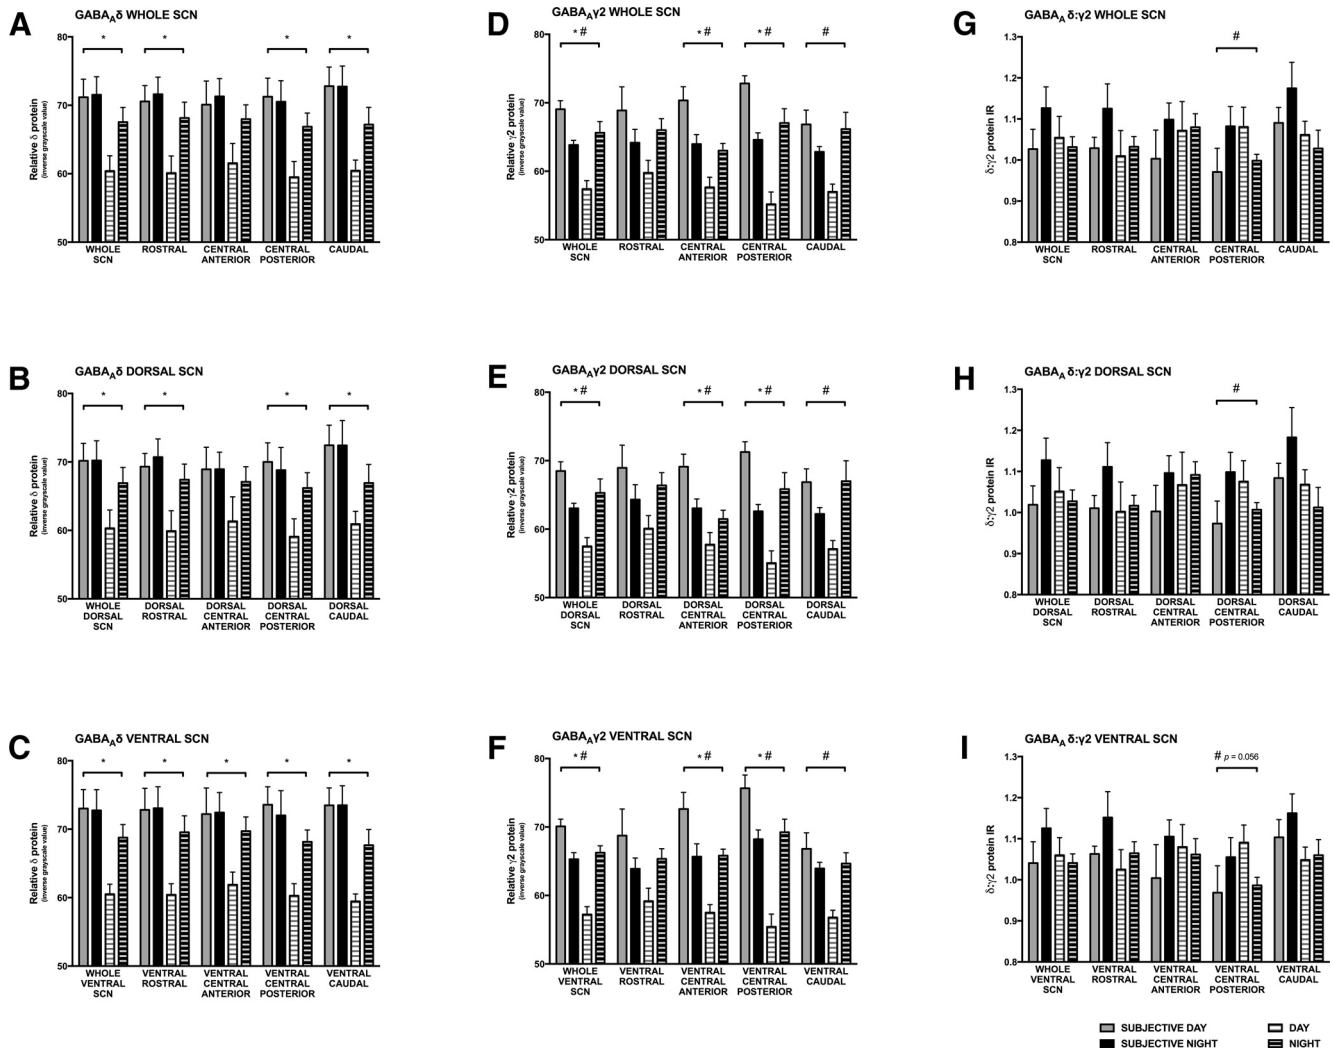 A
GABAAδ WHOLE SCN
Relative δ protein
(inverse grayscale value)
80
70
60
50
*
*
*
*
WHOLE SCN
ROSTRAL
CENTRAL ANTERIOR
CENTRAL POSTERIOR
CAUDAL
D
GABAAγ2 WHOLE SCN
Relative γ2 protein
(inverse grayscale value)
80
70
60
50
* #
* #
* #
#
WHOLE SCN
ROSTRAL
CENTRAL ANTERIOR
CENTRAL POSTERIOR
CAUDAL
G
GABAA δ:γ2 WHOLE SCN
δ:γ2 protein IR
1.3
1.2
1.1
1.0
0.9
0.8
#
WHOLE SCN
ROSTRAL
CENTRAL ANTERIOR
CENTRAL POSTERIOR
CAUDAL
B
GABAAδ DORSAL SCN
Relative δ protein
(inverse grayscale value)
80
70
60
50
*
*
*
*
WHOLE DORSAL SCN
DORSAL ROSTRAL
DORSAL CENTRAL ANTERIOR
DORSAL CENTRAL POSTERIOR
DORSAL CAUDAL
E
GABAAγ2 DORSAL SCN
Relative γ2 protein
(inverse grayscale value)
80
70
60
50
* #
* #
* #
#
WHOLE DORSAL SCN
DORSAL ROSTRAL
DORSAL CENTRAL ANTERIOR
DORSAL CENTRAL POSTERIOR
DORSAL CAUDAL
H
GABAA δ:γ2 DORSAL SCN
δ:γ2 protein IR
1.3
1.2
1.1
1.0
0.9
0.8
#
WHOLE DORSAL SCN
DORSAL ROSTRAL
DORSAL CENTRAL ANTERIOR
DORSAL CENTRAL POSTERIOR
DORSAL CAUDAL
C
GABAAδ VENTRAL SCN
Relative δ protein
(inverse grayscale value)
80
70
60
50
*
*
*
*
*
WHOLE VENTRAL SCN
VENTRAL ROSTRAL
VENTRAL CENTRAL ANTERIOR
VENTRAL CENTRAL POSTERIOR
VENTRAL CAUDAL
F
GABAAγ2 VENTRAL SCN
Relative γ2 protein
(inverse grayscale value)
80
70
60
50
* #
* #
* #
#
WHOLE VENTRAL SCN
VENTRAL ROSTRAL
VENTRAL CENTRAL ANTERIOR
VENTRAL CENTRAL POSTERIOR
VENTRAL CAUDAL
I
GABAA δ:γ2 VENTRAL SCN
δ:γ2 protein IR
1.3
1.2
1.1
1.0
0.9
0.8
# p = 0.056
WHOLE VENTRAL SCN
VENTRAL ROSTRAL
VENTRAL CENTRAL ANTERIOR
VENTRAL CENTRAL POSTERIOR
VENTRAL CAUDAL
SUBJECTIVE DAY
DAY
SUBJECTIVE NIGHT
NIGHT